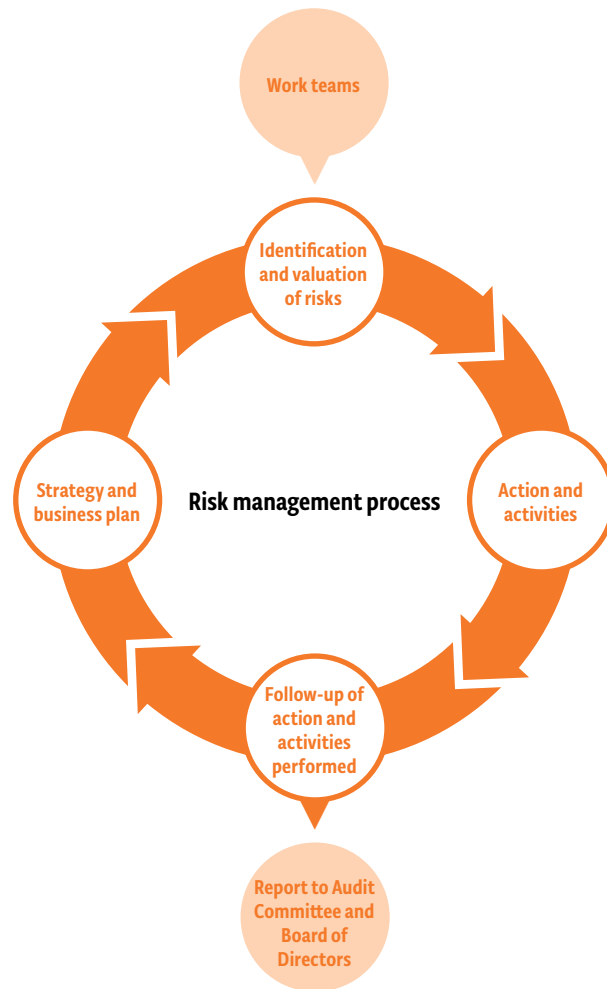 Work teams
Identification
and valuation
of risks
Strategy and
business plan
Risk management process
Action and
activities
Follow-up of
action and
activities
performed
Report to Audit
Committee and
Board of
Directors